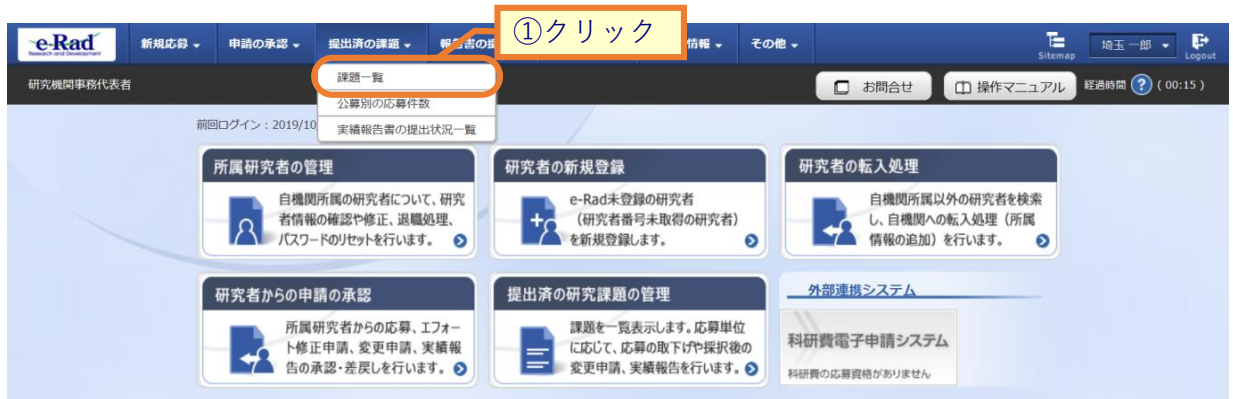 ①クリック
e-Rad
Research and Development
新規応募
申請の承認
提出済の課題
情報
その他
Sitemap
埼玉 一郎
Logout
研究機関事務代表者
課題一覧
公募別の応募件数
実績報告書の提出状況一覧
お問合せ
操作マニュアル
経過時間 ? ( 00:15 )
前回ログイン：2019/10
所属研究者の管理
自機関所属の研究者について、研究
者情報の確認や修正、退職処理、
パスワードのリセットを行います。
研究者の新規登録
e-Rad未登録の研究者
（研究者番号未取得の研究者）
を新規登録します。
研究者の転入処理
自機関所属以外の研究者を検索
し、自機関への転入処理（所属
情報の追加）を行います。
研究者からの申請の承認
所属研究者からの応募、エフォー
ト修正申請、変更申請、実績報
告の承認・差戻しを行います。
提出済の研究課題の管理
課題を一覧表示します。応募単位
に応じて、応募の取下げや採択後の
変更申請、実績報告を行います。
外部連携システム
科研費電子申請システム
科研費の応募資格がありません